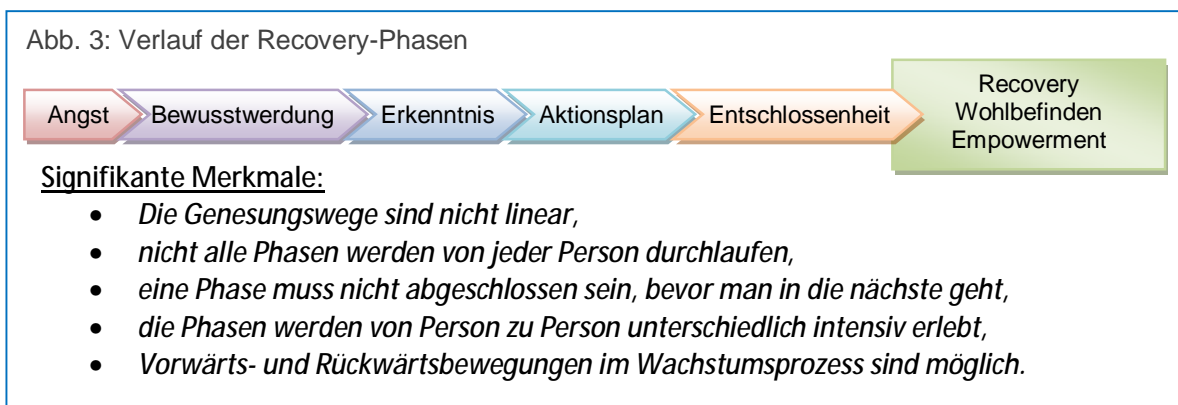 Abb. 3: Verlauf der Recovery-Phasen
Angst
Bewusstwerdung
Erkenntnis
Aktionsplan
Entschlossenheit
Recovery
Wohlbefinden
Empowerment
Signifikante Merkmale:
• Die Genesungswege sind nicht linear,
• nicht alle Phasen werden von jeder Person durchlaufen,
• eine Phase muss nicht abgeschlossen sein, bevor man in die nächste geht,
• die Phasen werden von Person zu Person unterschiedlich intensiv erlebt,
• Vorwärts- und Rückwärtsbewegungen im Wachstumsprozess sind möglich.